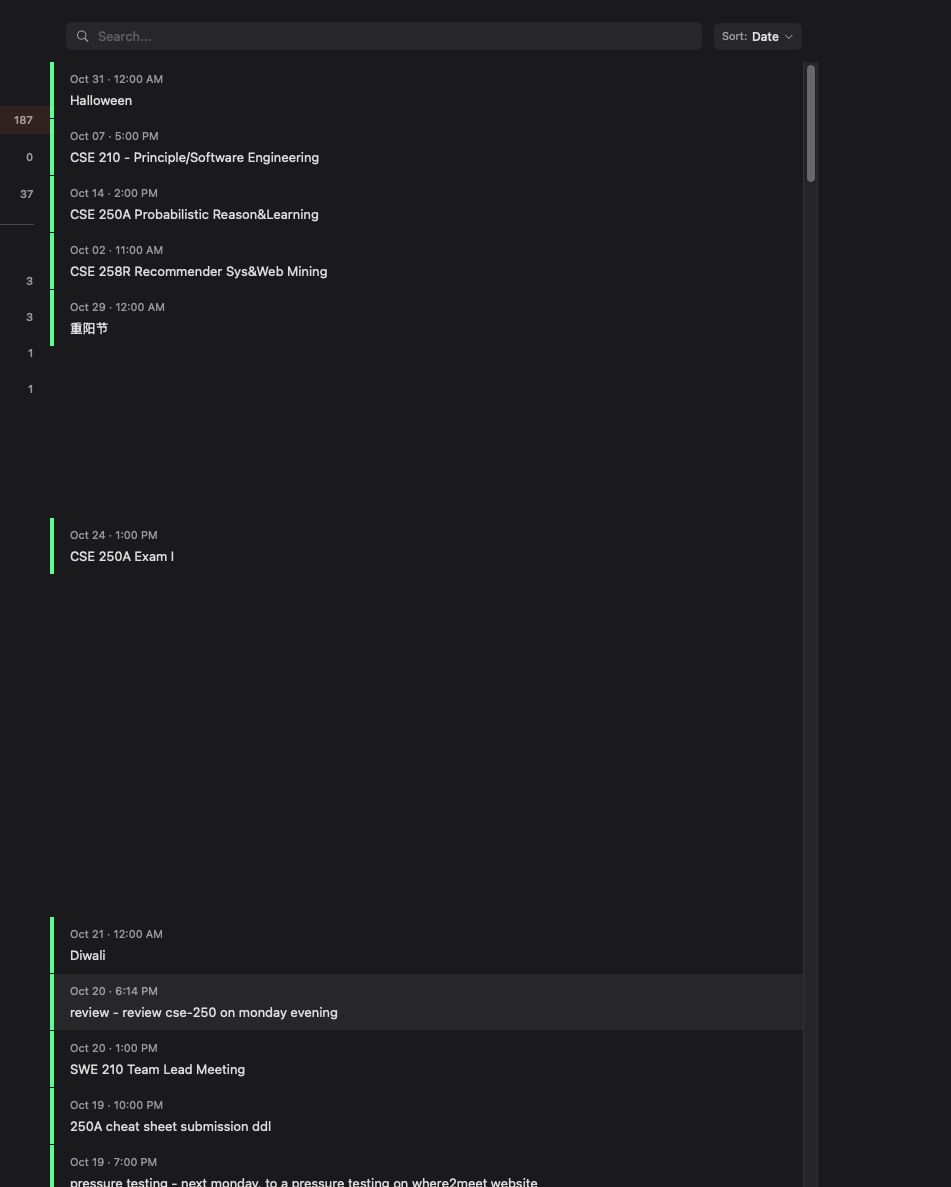 Search...
Sort: Date
187
0
37
3
3
1
1
Oct 31 · 12:00 AM
Halloween
Oct 07 · 5:00 PM
CSE 210 - Principle/Software Engineering
Oct 14 · 2:00 PM
CSE 250A Probabilistic Reason&Learning
Oct 02 · 11:00 AM
CSE 258R Recommender Sys&Web Mining
Oct 29 · 12:00 AM
重阳节
Oct 24 · 1:00 PM
CSE 250A Exam I
Oct 21 · 12:00 AM
Diwali
Oct 20 · 6:14 PM
review - review cse-250 on monday evening
Oct 20 · 1:00 PM
SWE 210 Team Lead Meeting
Oct 19 · 10:00 PM
250A cheat sheet submission ddl
Oct 19 · 7:00 PM
pressure testing - next monday, to a pressure testing on where2meet website